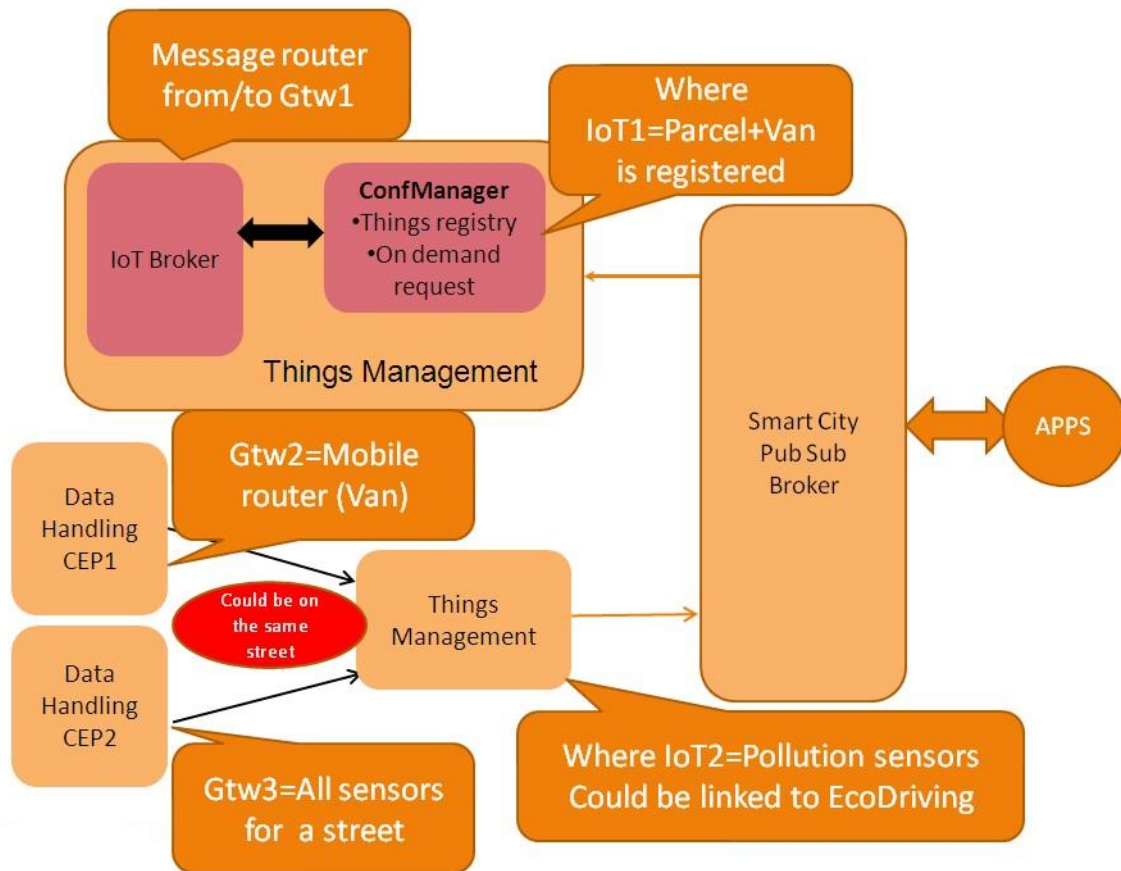 Message router
from/to Gtw1
Where
IoT1=Parcel+Van
is registered
IoT Broker
ConfManager
•Things registry
•On demand
request
Things Management
Smart City
Pub Sub
Broker
APPS
Data
Handling
CEP1
Gtw2=Mobile
router (Van)
Could be on
the same
street
Things
Management
Data
Handling
CEP2
Gtw3=All sensors
for a street
Where IoT2=Pollution sensors
Could be linked to EcoDriving